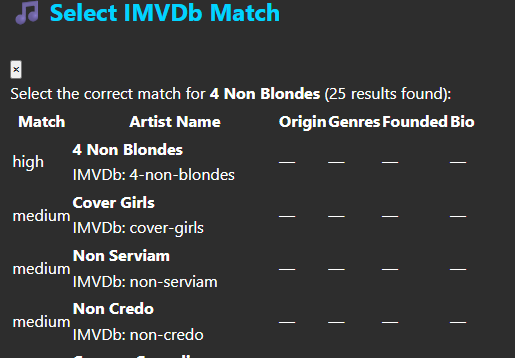 🎵 Select IMVDb Match
×
Select the correct match for 4 Non Blondes (25 results found):
Match Artist Name Origin Genres Founded Bio
high 4 Non Blondes — — — —
IMVDb: 4-non-blondes
medium Cover Girls — — — —
IMVDb: cover-girls
medium Non Serviam — — — —
IMVDb: non-serviam
medium Non Credo — — — —
IMVDb: non-credo